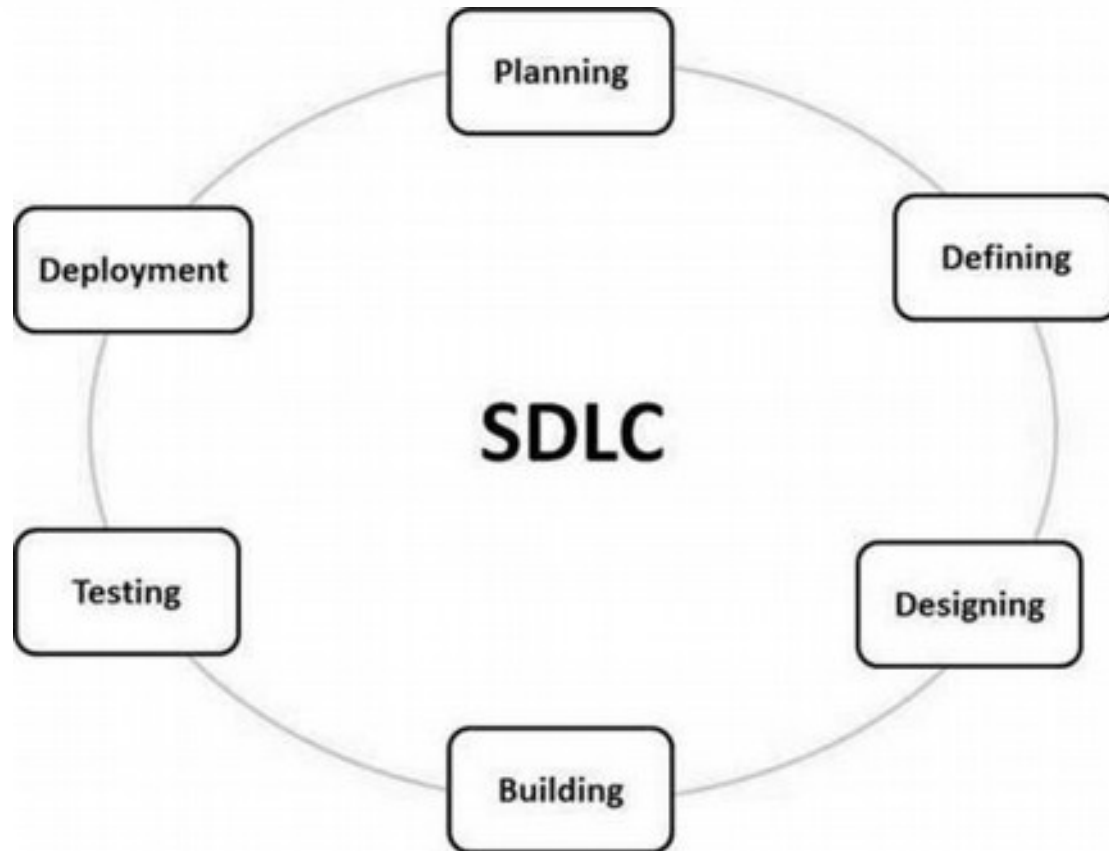 Planning
Defining
Designing
Building
Testing
Deployment
SDLC